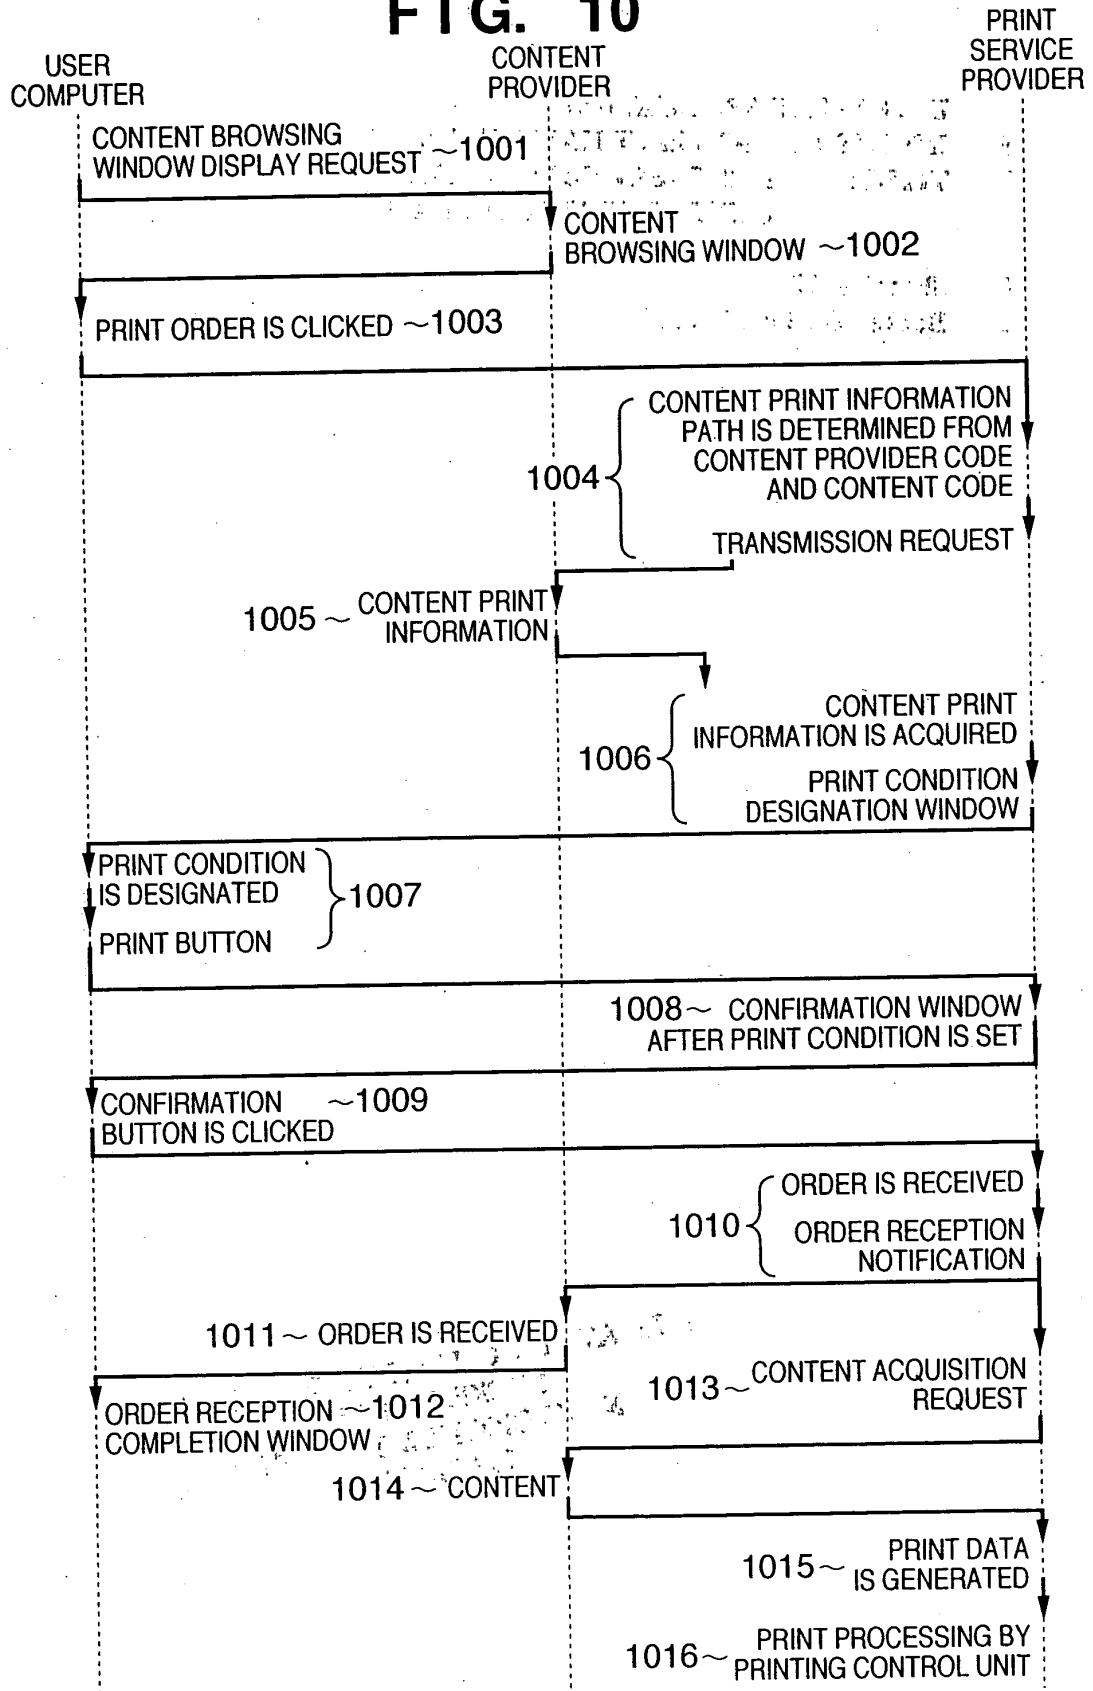 FIG. 10
USER
COMPUTER
CONTENT
PROVIDER
PRINT
SERVICE
PROVIDER
CONTENT BROWSING
WINDOW DISPLAY REQUEST ~1001
CONTENT
BROWSING WINDOW ~1002
PRINT ORDER IS CLICKED ~1003
1004
CONTENT PRINT INFORMATION
PATH IS DETERMINED FROM
CONTENT PROVIDER CODE
AND CONTENT CODE
TRANSMISSION REQUEST
1005 ~ CONTENT PRINT
INFORMATION
1006
CONTENT PRINT
INFORMATION IS ACQUIRED
PRINT CONDITION
DESIGNATION WINDOW
PRINT CONDITION
IS DESIGNATED
PRINT BUTTON
1007
1008~ CONFIRMATION WINDOW
AFTER PRINT CONDITION IS SET
CONFIRMATION ~1009
BUTTON IS CLICKED
1010
ORDER IS RECEIVED
ORDER RECEPTION
NOTIFICATION
1011~ ORDER IS RECEIVED
ORDER RECEPTION ~1012
COMPLETION WINDOW
1013~ CONTENT ACQUISITION
REQUEST
1014~ CONTENT
1015~ PRINT DATA
IS GENERATED
1016~ PRINT PROCESSING BY
PRINTING CONTROL UNIT